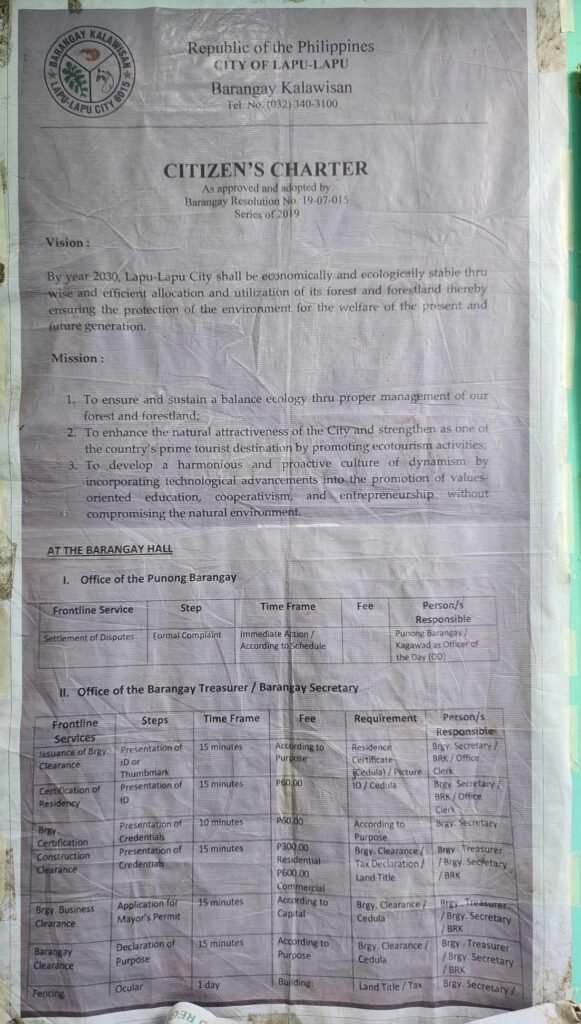 BARANGAY KALAWISAN
LAPU-LAPU CITY 6015
Republic of the Philippines
CITY OF LAPU-LAPU
Barangay Kalawisan
Tel. No. (032) 340-3100
CITIZEN'S CHARTER
As approved and adopted by
Barangay Resolution No. 19-07-015
Series of 2019
Vision :
By year 2030, Lapu-Lapu City shall be economically and ecologically stable thru
wise and efficient allocation and utilization of its forest and forestland thereby
ensuring the protection of the environment for the welfare of the present and
future generation.
Mission :
1. To ensure and sustain a balance ecology thru proper management of our
forest and forestland;
2. To enhance the natural attractiveness of the City and strengthen as one of
the country's prime tourist destination by promoting ecotourism activities;
3. To develop a harmonious and proactive culture of dynamism by
incorporating technological advancements into the promotion of values-
oriented education, cooperativism, and entrepreneurship without
compromising the natural environment.
AT THE BARANGAY HALL
I. Office of the Punong Barangay
Frontline Service Step Time Frame Fee Person/s
Responsible
Settlement of Disputes Formal Complaint Immediate Action / Punong Barangay /
According to Schedule Kagawad as Officer of
the Day (OD)
II. Office of the Barangay Treasurer / Barangay Secretary
Frontline Steps Time Frame Fee Requirement Person/s
Services Responsible
Issuance of Brgy. Presentation of 15 minutes According to Residence Brgy. Secretary /
Clearance ID or Purpose Certificate BRK / Office
Thumbmark (Cedula) / Picture Clerk
Certification of Presentation of 15 minutes P60.00 ID / Cedula Brgy. Secretary /
Residency ID BRK / Office
Clerk
Brgy. Presentation of 10 minutes P60.00 According to Brgy. Secretary
Certification Credentials Purpose
Construction Presentation of 15 minutes P300.00 Brgy. Clearance / Brgy. Treasurer
Clearance Credentials Residential Tax Declaration / / Brgy. Secretary
P600.00 Land Title / BRK
Commercial
Brgy. Business Application for 15 minutes According to Brgy. Clearance / Brgy. Treasurer
Clearance Mayor's Permit Capital Cedula / Brgy. Secretary
/ BRK
Barangay Declaration of 15 minutes According to Brgy. Clearance / Brgy. Treasurer
Clearance Purpose Purpose Cedula / Brgy. Secretary
/ BRK
Fencing Ocular 1 day Building: Land Title / Tax Brgy. Secretary /